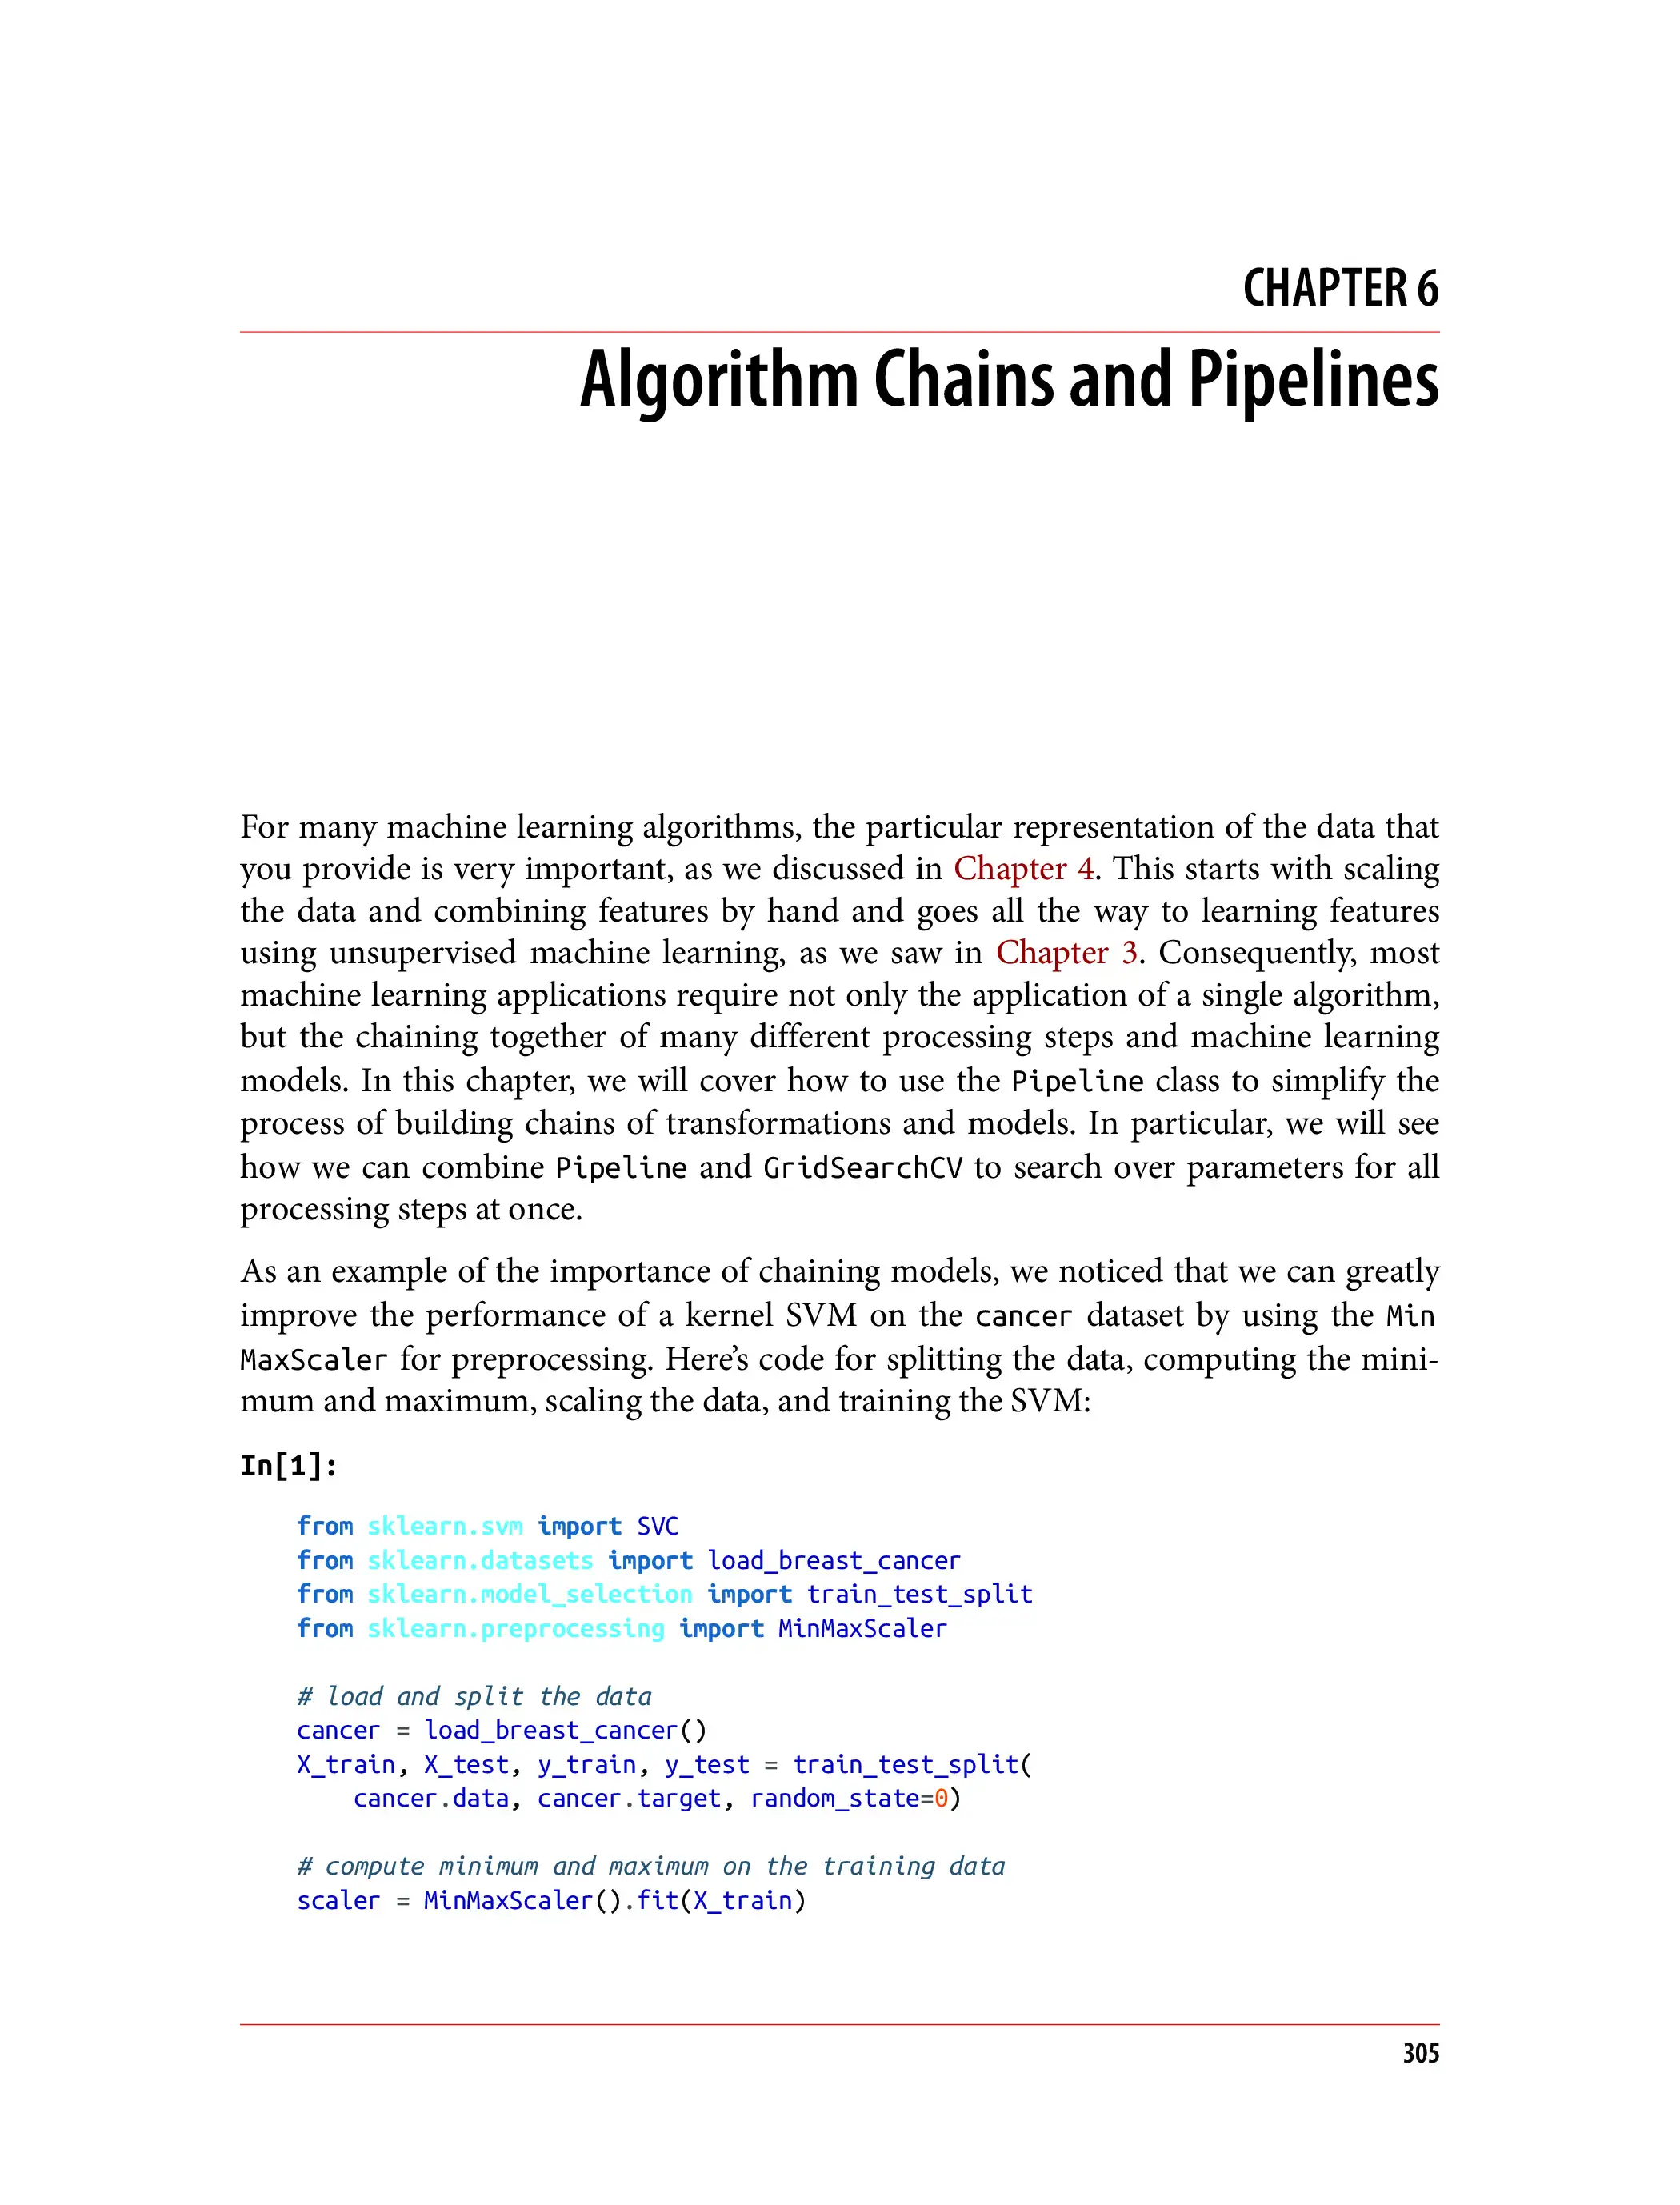 CHAPTER 6
Algorithm Chains and Pipelines
For many machine learning algorithms, the particular representation of the data that
you provide is very important, as we discussed in Chapter 4. This starts with scaling
the data and combining features by hand and goes all the way to learning features
using unsupervised machine learning, as we saw in Chapter 3. Consequently, most
machine learning applications require not only the application of a single algorithm,
but the chaining together of many different processing steps and machine learning
models. In this chapter, we will cover how to use the Pipeline class to simplify the
process of building chains of transformations and models. In particular, we will see
how we can combine Pipeline and GridSearchCV to search over parameters for all
processing steps at once.
As an example of the importance of chaining models, we noticed that we can greatly
improve the performance of a kernel SVM on the cancer dataset by using the Min
MaxScaler for preprocessing. Here’s code for splitting the data, computing the mini-
mum and maximum, scaling the data, and training the SVM:
In[1]:
from sklearn.svm import SVC
from sklearn.datasets import load_breast_cancer
from sklearn.model_selection import train_test_split
from sklearn.preprocessing import MinMaxScaler
# load and split the data
cancer = load_breast_cancer()
X_train, X_test, y_train, y_test = train_test_split(
    cancer.data, cancer.target, random_state=0)
# compute minimum and maximum on the training data
scaler = MinMaxScaler().fit(X_train)
305